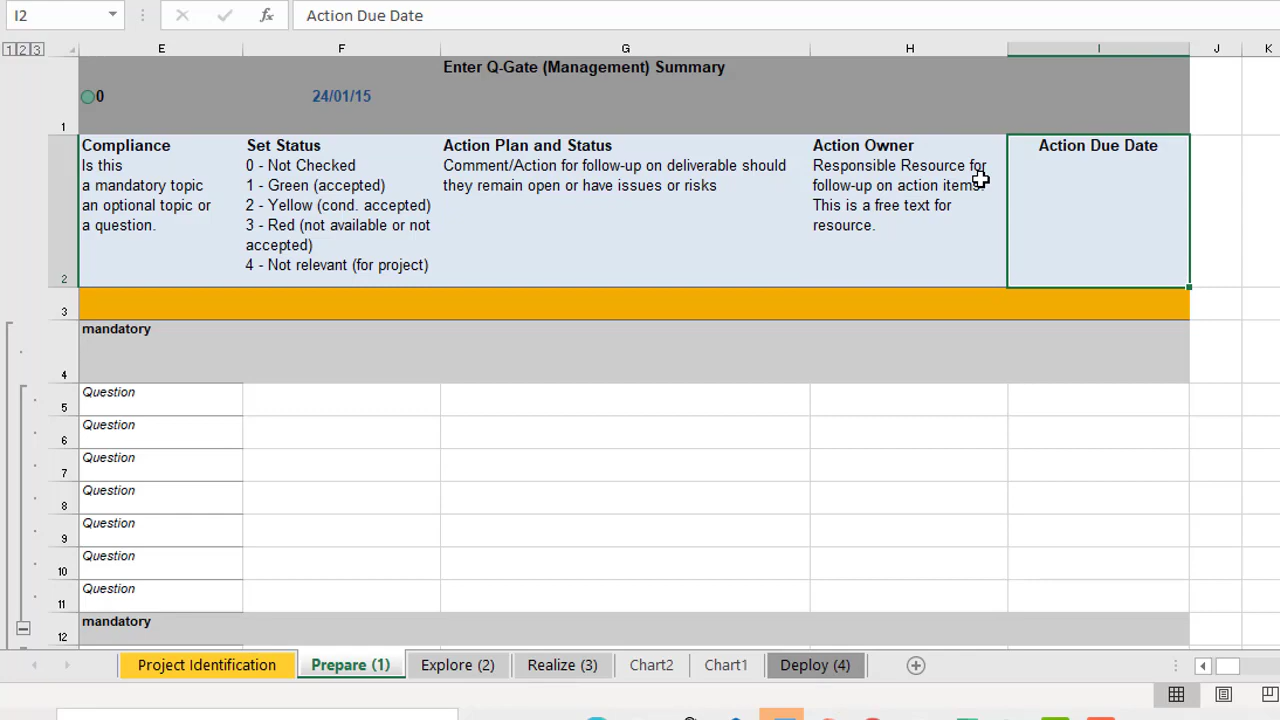 I2
fx
Action Due Date
1 2 3
E
F
G
H
I
J
K
Enter Q-Gate (Management) Summary
0
24/01/15
1
Compliance
Is this
a mandatory topic
an optional topic or
a question.
Set Status
0 - Not Checked
1 - Green (accepted)
2 - Yellow (cond. accepted)
3 - Red (not available or not
accepted)
4 - Not relevant (for project)
Action Plan and Status
Comment/Action for follow-up on deliverable should
they remain open or have issues or risks
Action Owner
Responsible Resource for
follow-up on action items.
This is a free text for
resource.
Action Due Date
2
3
mandatory
4
Question
5
Question
6
Question
7
Question
8
Question
9
Question
10
Question
11
mandatory
12
Project Identification
Prepare (1)
Explore (2)
Realize (3)
Chart2
Chart1
Deploy (4)